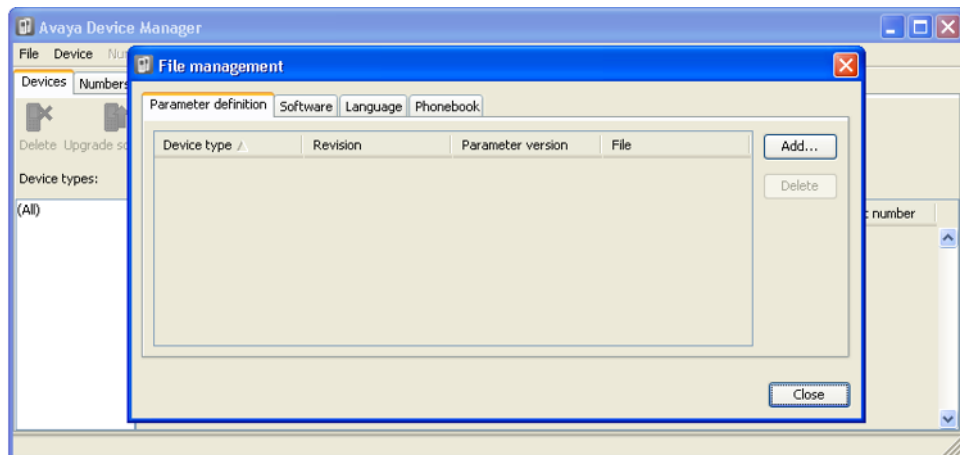 Avaya Device Manager
File Device
File management
Devices Numbers
Parameter definition Software Language Phonebook
Delete Upgrade
Device type Revision Parameter version File
Add...
Delete
Device types:
(All)
number
Close